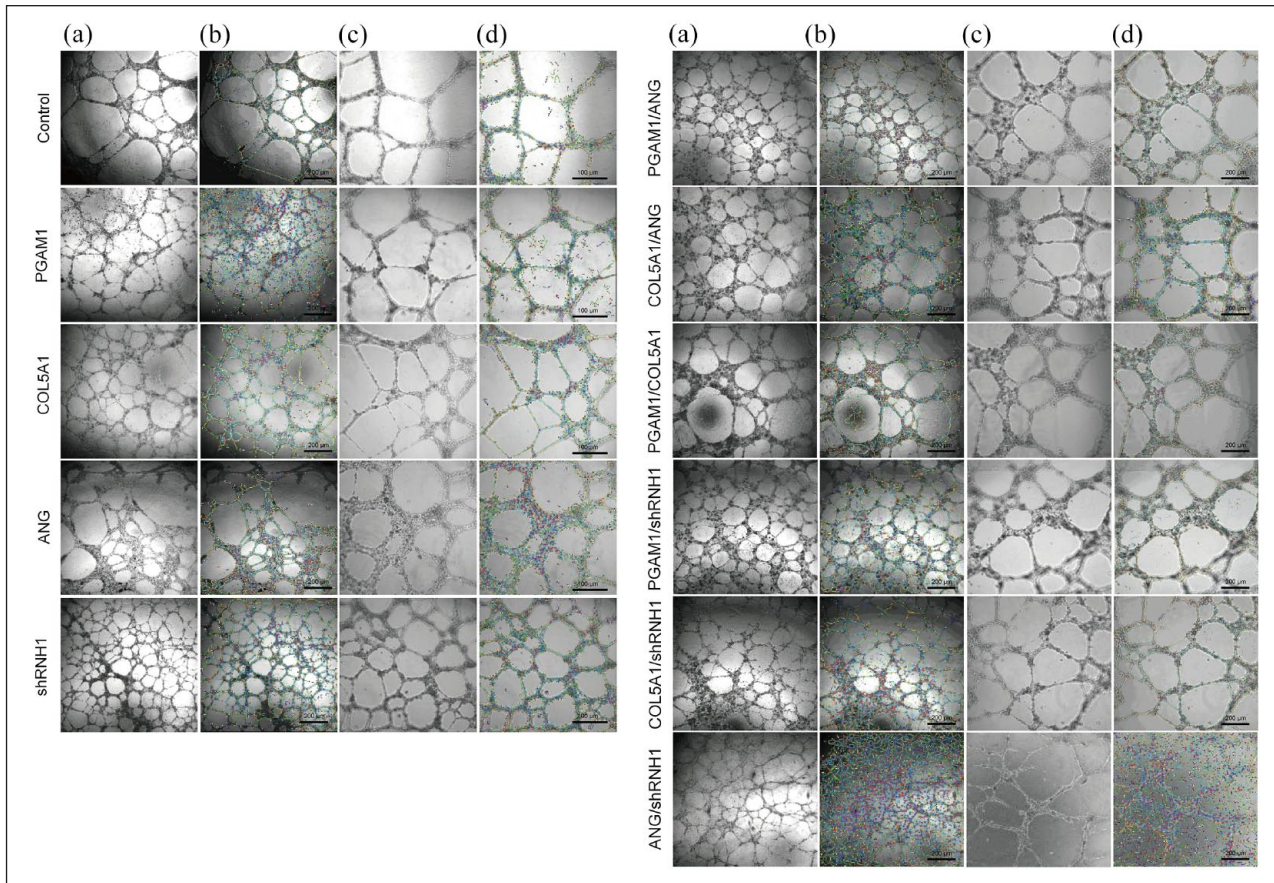 (a) (b) (c) (d)
Control
100 µm
PGAM1
100 µm
COL5A1
200 µm
100 µm
ANG
200 µm
100 µm
shRNH1
200 µm
100 µm
(a) (b) (c) (d)
PGAM1/ANG
200 µm
200 µm
COL5A1/ANG
200 µm
PGAM1/COL5A1
200 µm
200 µm
PGAM1/shRNH1
200 µm
COL5A1/shRNH1
200 µm
200 µm
ANG/shRNH1
200 µm